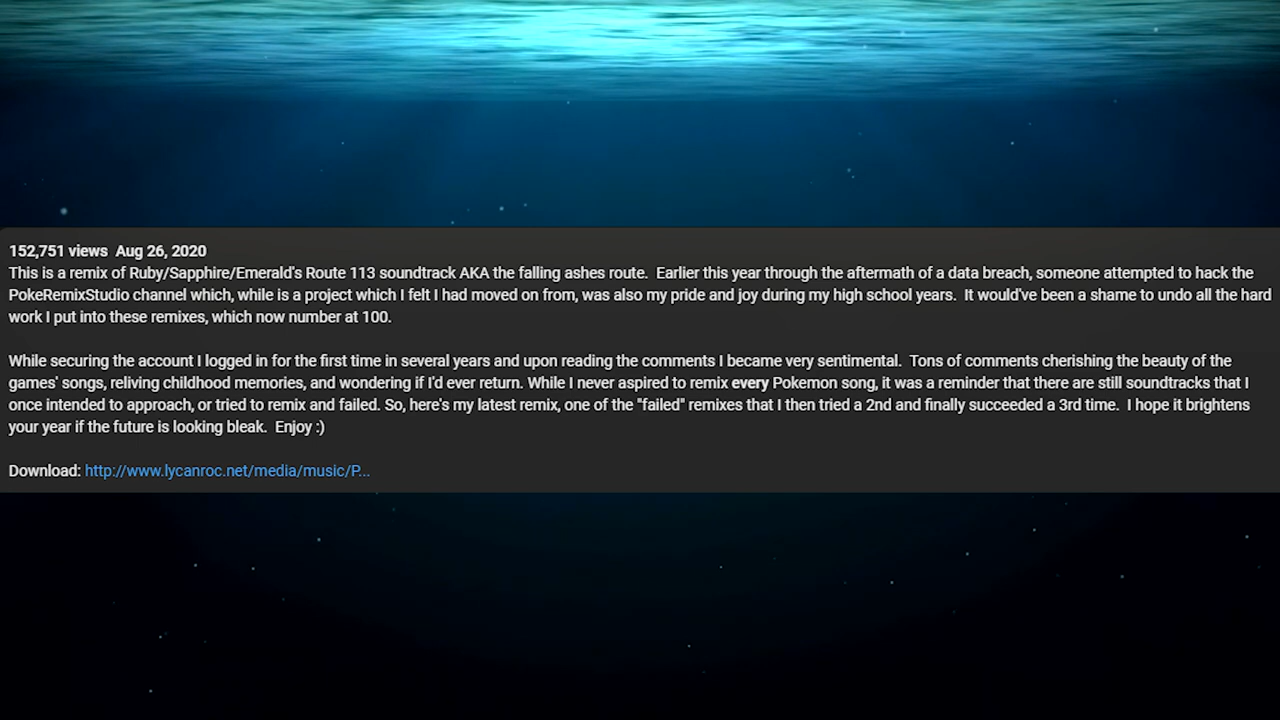 152,751 views  Aug 26, 2020
This is a remix of Ruby/Sapphire/Emerald's Route 113 soundtrack AKA the falling ashes route.  Earlier this year through the aftermath of a data breach, someone attempted to hack the
PokeRemixStudio channel which, while is a project which I felt I had moved on from, was also my pride and joy during my high school years.  It would've been a shame to undo all the hard
work I put into these remixes, which now number at 100.
While securing the account I logged in for the first time in several years and upon reading the comments I became very sentimental.  Tons of comments cherishing the beauty of the
games' songs, reliving childhood memories, and wondering if I'd ever return. While I never aspired to remix every Pokemon song, it was a reminder that there are still soundtracks that I
once intended to approach, or tried to remix and failed. So, here's my latest remix, one of the "failed" remixes that I then tried a 2nd and finally succeeded a 3rd time.  I hope it brightens
your year if the future is looking bleak.  Enjoy :)
Download: http://www.lycanroc.net/media/music/P...